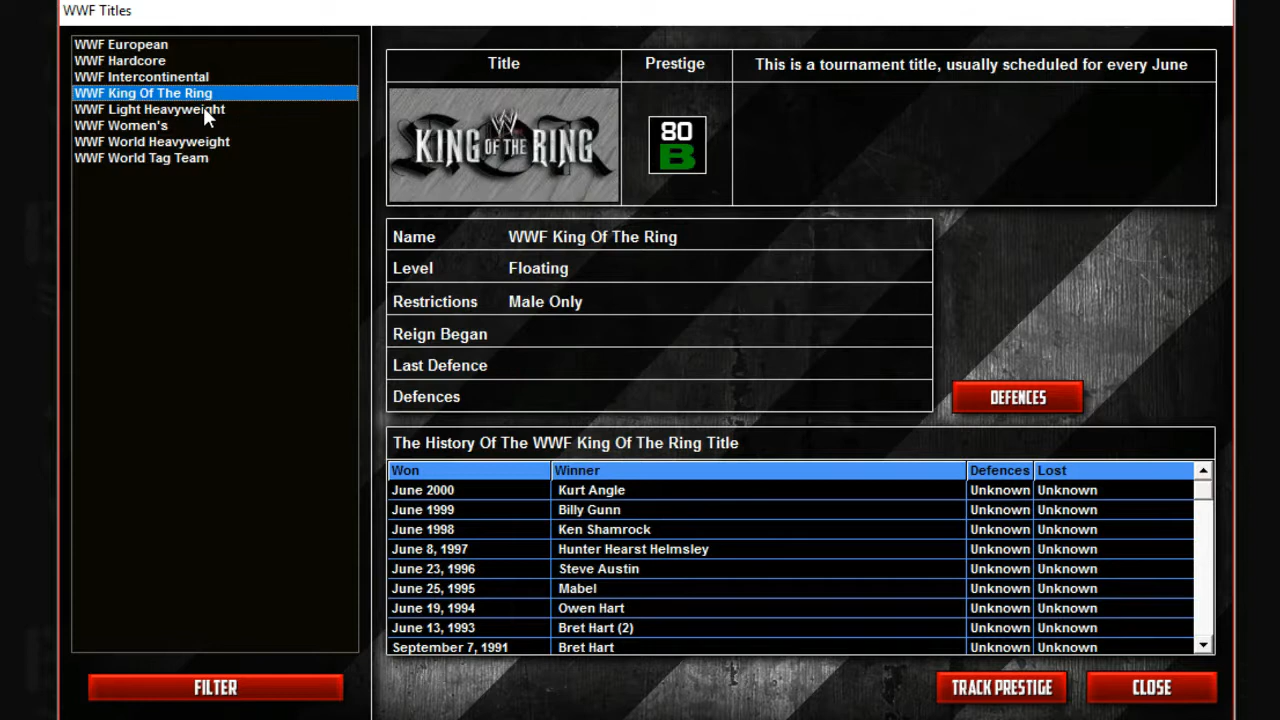 WWF Titles
WWF European
WWF Hardcore
WWF Intercontinental
WWF King Of The Ring
WWF Light Heavyweight
WWF Women's
WWF World Heavyweight
WWF World Tag Team
FILTER
Title Prestige This is a tournament title, usually scheduled for every June
KING OF THE RING
80
B
Name WWF King Of The Ring
Level Floating
Restrictions Male Only
Reign Began
Last Defence
Defences
DEFENCES
The History Of The WWF King Of The Ring Title
Won Winner Defences Lost
June 2000 Kurt Angle Unknown Unknown
June 1999 Billy Gunn Unknown Unknown
June 1998 Ken Shamrock Unknown Unknown
June 8, 1997 Hunter Hearst Helmsley Unknown Unknown
June 23, 1996 Steve Austin Unknown Unknown
June 25, 1995 Mabel Unknown Unknown
June 19, 1994 Owen Hart Unknown Unknown
June 13, 1993 Bret Hart (2) Unknown Unknown
September 7, 1991 Bret Hart Unknown Unknown
TRACK PRESTIGE CLOSE